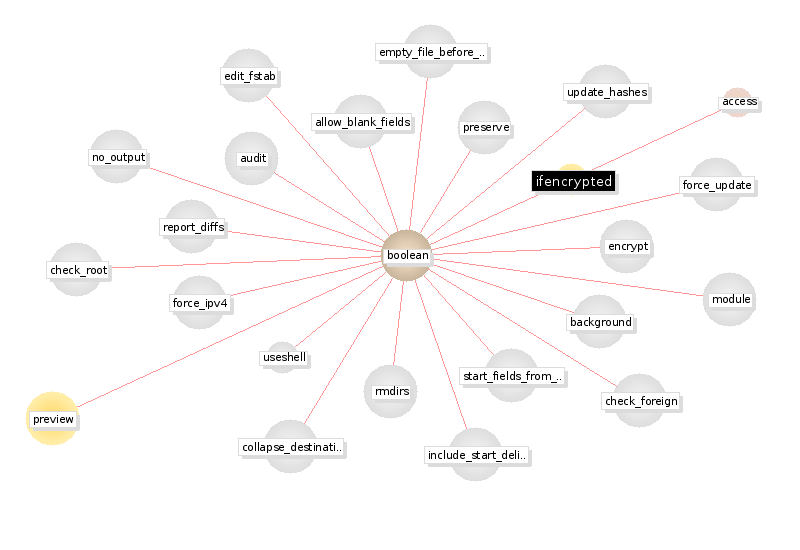 empty_file_before_..
edit_fstab
update_hashes
access
allow_blank_fields
preserve
no_output
audit
ifencrypted
force_update
report_diffs
encrypt
boolean
check_root
module
force_ipv4
background
useshell
start_fields_from_..
rmdirs
check_foreign
preview
collapse_destinati..
include_start_deli..